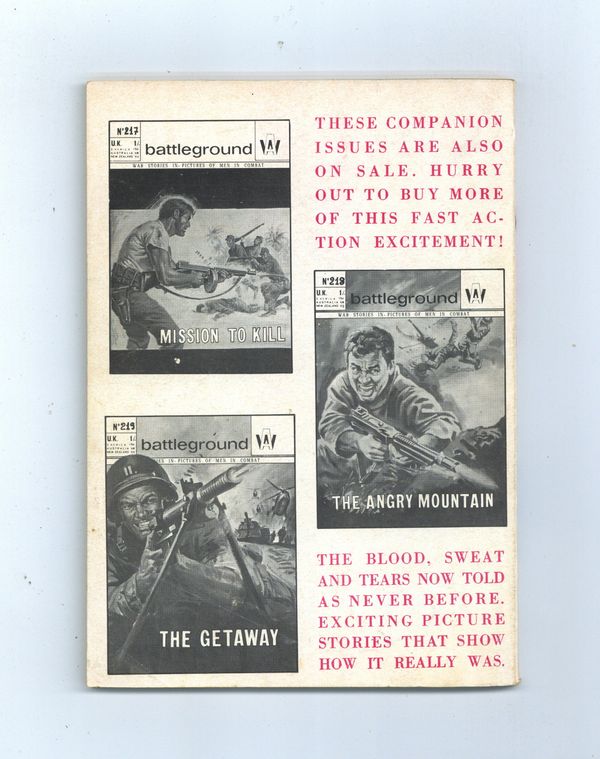 Nº217
battleground
U.K. 1/-
WAR STORIES IN PICTURES OF MEN IN COMBAT
MISSION TO KILL
THESE COMPANION
ISSUES ARE ALSO
ON SALE. HURRY
OUT TO BUY MORE
OF THIS FAST AC-
TION EXCITEMENT!
battleground
U.K. 1/-
WAR STORIES IN PICTURES OF MEN IN COMBAT
THE ANGRY MOUNTAIN
Nº219
battleground
U.K. 1/-
IN PICTURES OF MEN IN COMBAT
THE GETAWAY
THE BLOOD, SWEAT
AND TEARS NOW TOLD
AS NEVER BEFORE.
EXCITING PICTURE
STORIES THAT SHOW
HOW IT REALLY WAS.